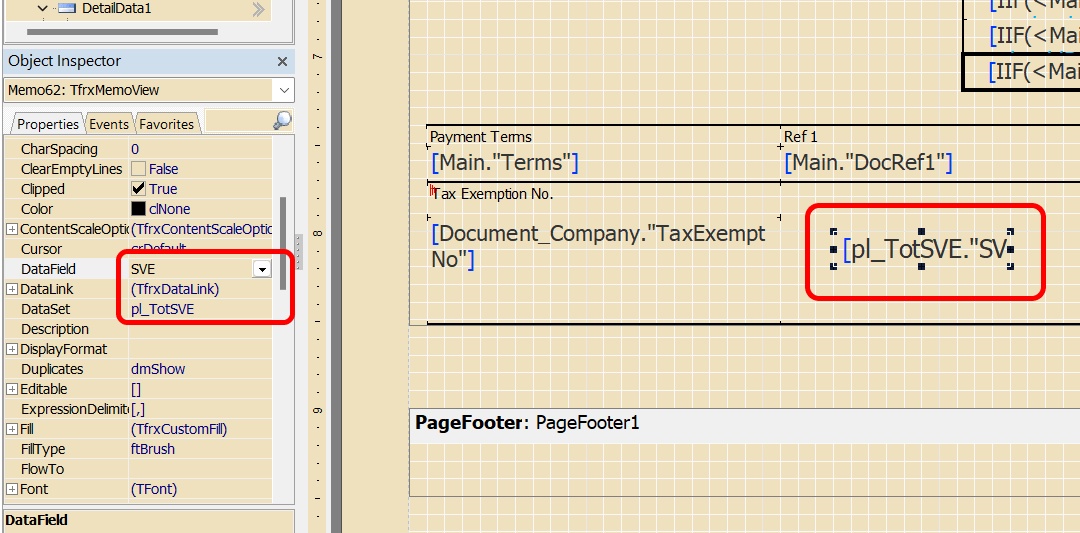 DetailData1
Object Inspector
Memo62: TfrxMemoView
Properties Events Favorites
CharSpacing 0
ClearEmptyLines False
Clipped True
Color clNone
ContentScaleOptic (TfrxContentScaleOptic
Cursor crDefault
DataField SVE
DataLink (TfrxDataLink)
DataSet pl_TotSVE
Description
DisplayFormat
Duplicates dmShow
Editable []
ExpressionDelimite [,]
Fill (TfrxCustomFill)
FillType ftBrush
FlowTo
Font (TFont)
DataField
7
8
9
[IIF(<Mai
[IIF(<Mai
[IIF(<Mai
Payment Terms Ref 1
[Main."Terms"] [Main."DocRef1"]
Tax Exemption No.
[Document_Company."TaxExempt
No"]
[pl_TotSVE."SV
PageFooter: PageFooter1